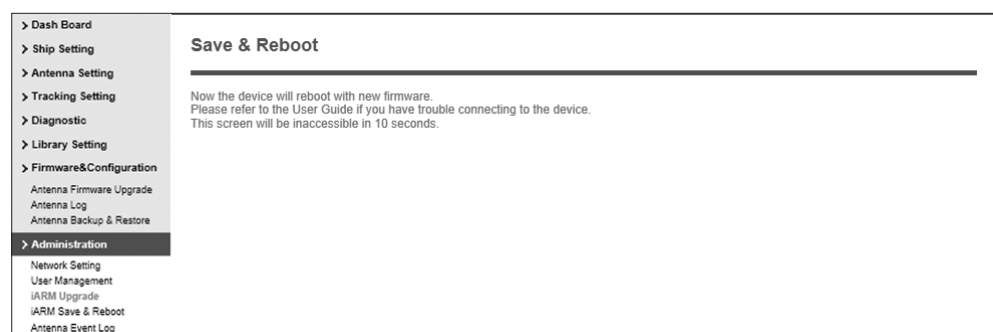 > Dash Board
> Ship Setting
> Antenna Setting
> Tracking Setting
> Diagnostic
> Library Setting
> Firmware&Configuration
Antenna Firmware Upgrade
Antenna Log
Antenna Backup & Restore
> Administration
Network Setting
User Management
iARM Upgrade
iARM Save & Reboot
Antenna Event Log
Save & Reboot
Now the device will reboot with new firmware.
Please refer to the User Guide if you have trouble connecting to the device.
This screen will be inaccessible in 10 seconds.